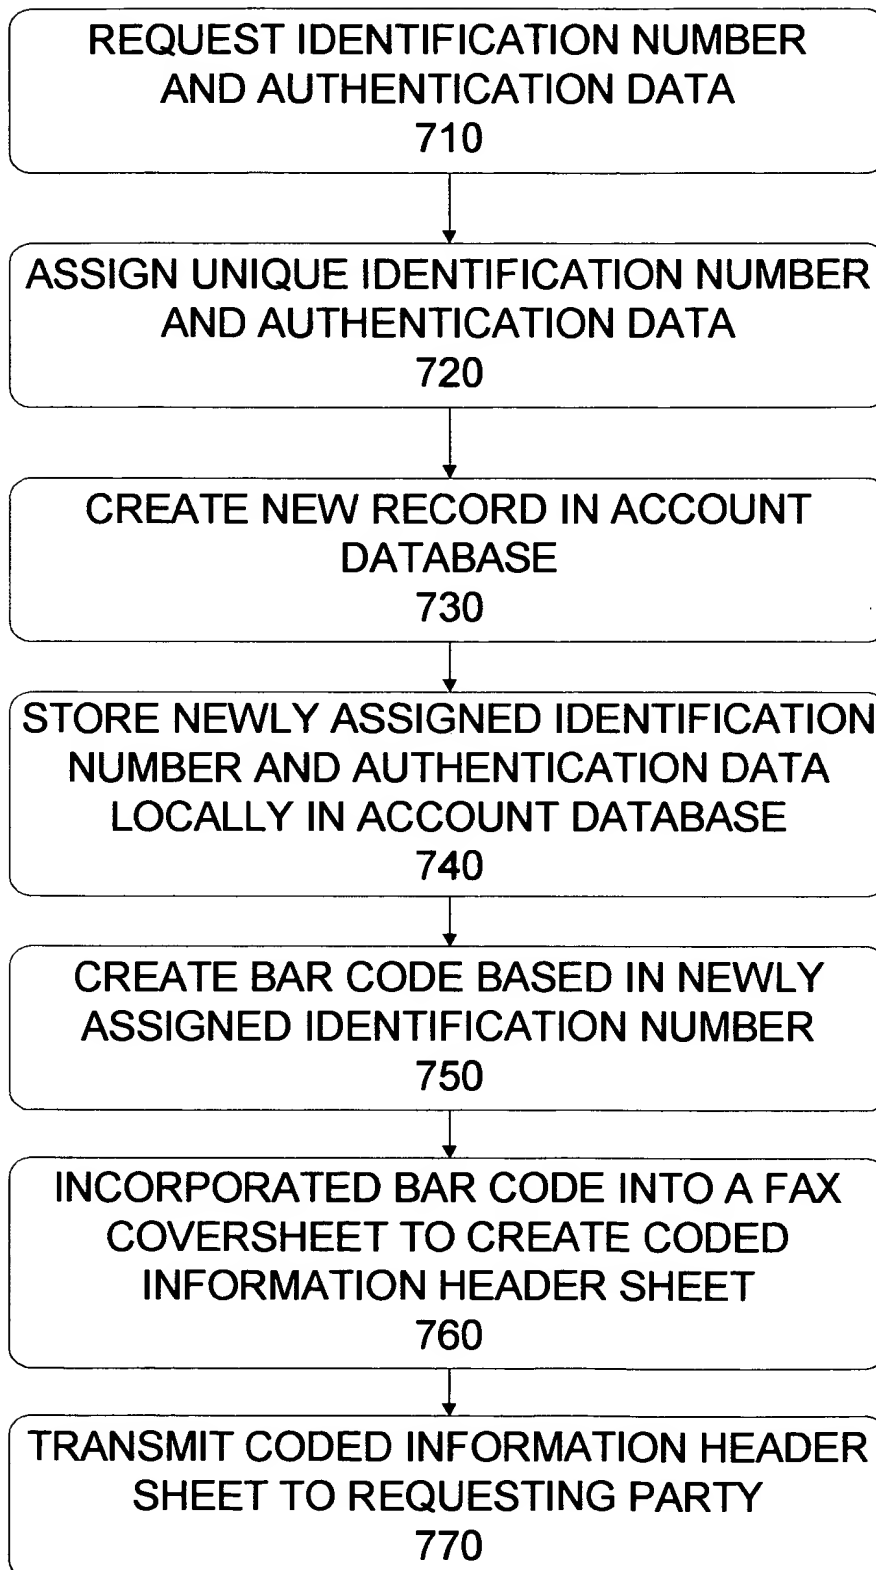 REQUEST IDENTIFICATION NUMBER
AND AUTHENTICATION DATA
710
ASSIGN UNIQUE IDENTIFICATION NUMBER
AND AUTHENTICATION DATA
720
CREATE NEW RECORD IN ACCOUNT
DATABASE
730
STORE NEWLY ASSIGNED IDENTIFICATION
NUMBER AND AUTHENTICATION DATA
LOCALLY IN ACCOUNT DATABASE
740
CREATE BAR CODE BASED IN NEWLY
ASSIGNED IDENTIFICATION NUMBER
750
INCORPORATED BAR CODE INTO A FAX
COVERSHEET TO CREATE CODED
INFORMATION HEADER SHEET
760
TRANSMIT CODED INFORMATION HEADER
SHEET TO REQUESTING PARTY
770